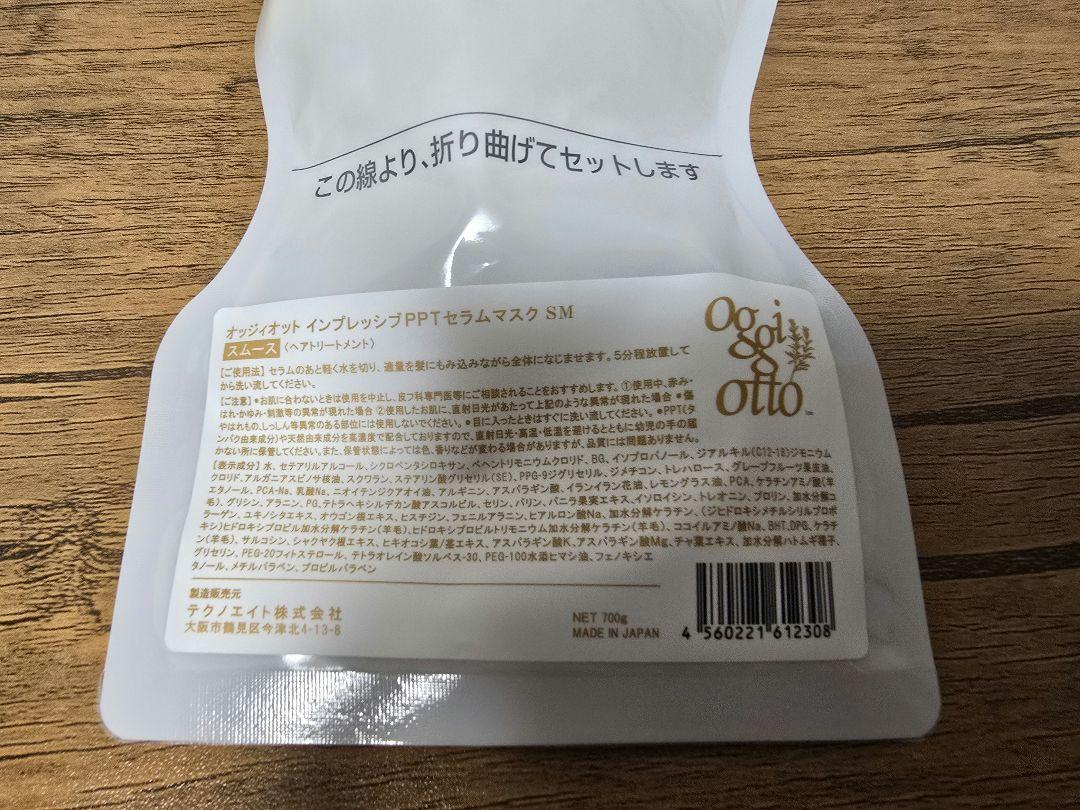 この線より、折り曲げてセットします
Oggi
otto
オッジィオット インプレッシブPPTセラムマスク SM
スムース 〈ヘアトリートメント〉
【ご使用法】セラムのあと軽く水を切り、適量を髪にもみ込みながら全体になじませます。5分程放置して
から洗い流してください。
【ご注意】●お肌に合わないときは使用を中止し、皮フ科専門医等にご相談されることをおすすめします。①使用中、赤み・
はれ・かゆみ・刺激等の異常が現れた場合 ②使用したお肌に、直射日光があたって上記のような異常が現れた場合 ●傷
やはれもの、しっしん等異常のある部位には使用しないでください。●目に入ったときはすぐに洗い流してください。●PPT(タ
ンパク由来成分)や天然由来成分を高濃度で配合しておりますので、直射日光・高温・低温を避けるとともに幼児の手の届
かない所に保管してください。また、保管状態によっては色、香りなどが変わる場合がありますが、品質には問題ありません。
【表示成分】水、セテアリルアルコール、シクロペンタシロキサン、ベヘントリモニウムクロリド、BG、イソプロパノール、ジアルキル(C12-18)ジモニウム
クロリド、アルガニアスピノサ核油、スクワラン、ステアリン酸グリセリル(SE)、PPG-9ジグリセリル、ジメチコン、トレハロース、グレープフルーツ果皮油、
エタノール、PCA-Na、乳酸Na、ニオイテンジクアオイ油、アルギニン、アスパラギン酸、イランイラン花油、レモングラス油、PCA、ケラチンアミノ酸(羊
毛)、グリシン、アラニン、PG、テトラヘキシルデカン酸アスコルビル、セリン、バリン、バニラ果実エキス、イソロイシン、トレオニン、プロリン、加水分解コ
ラーゲン、ユキノシタエキス、オウゴン根エキス、ヒスチジン、フェニルアラニン、ヒアルロン酸Na、加水分解ケラチン、(ジヒドロキシメチルシリルプロポ
キシ)ヒドロキシプロピル加水分解ケラチン(羊毛)、ヒドロキシプロピルトリモニウム加水分解ケラチン(羊毛)、ココイルアミノ酸Na、BHT、DPG、ケラチ
ン(羊毛)、サルコシン、シャクヤク根エキス、ヒキオコシ葉/茎エキス、アスパラギン酸K、アスパラギン酸Mg、チャ葉エキス、加水分解ハトムギ種子、
グリセリン、PEG-20フィトステロール、テトラオレイン酸ソルベス-30、PEG-100水添ヒマシ油、フェノキシエ
タノール、メチルパラベン、プロピルパラベン
製造販売元
テクノエイト株式会社
大阪市鶴見区今津北4-13-8
NET 700g
MADE IN JAPAN
4 560221 612308